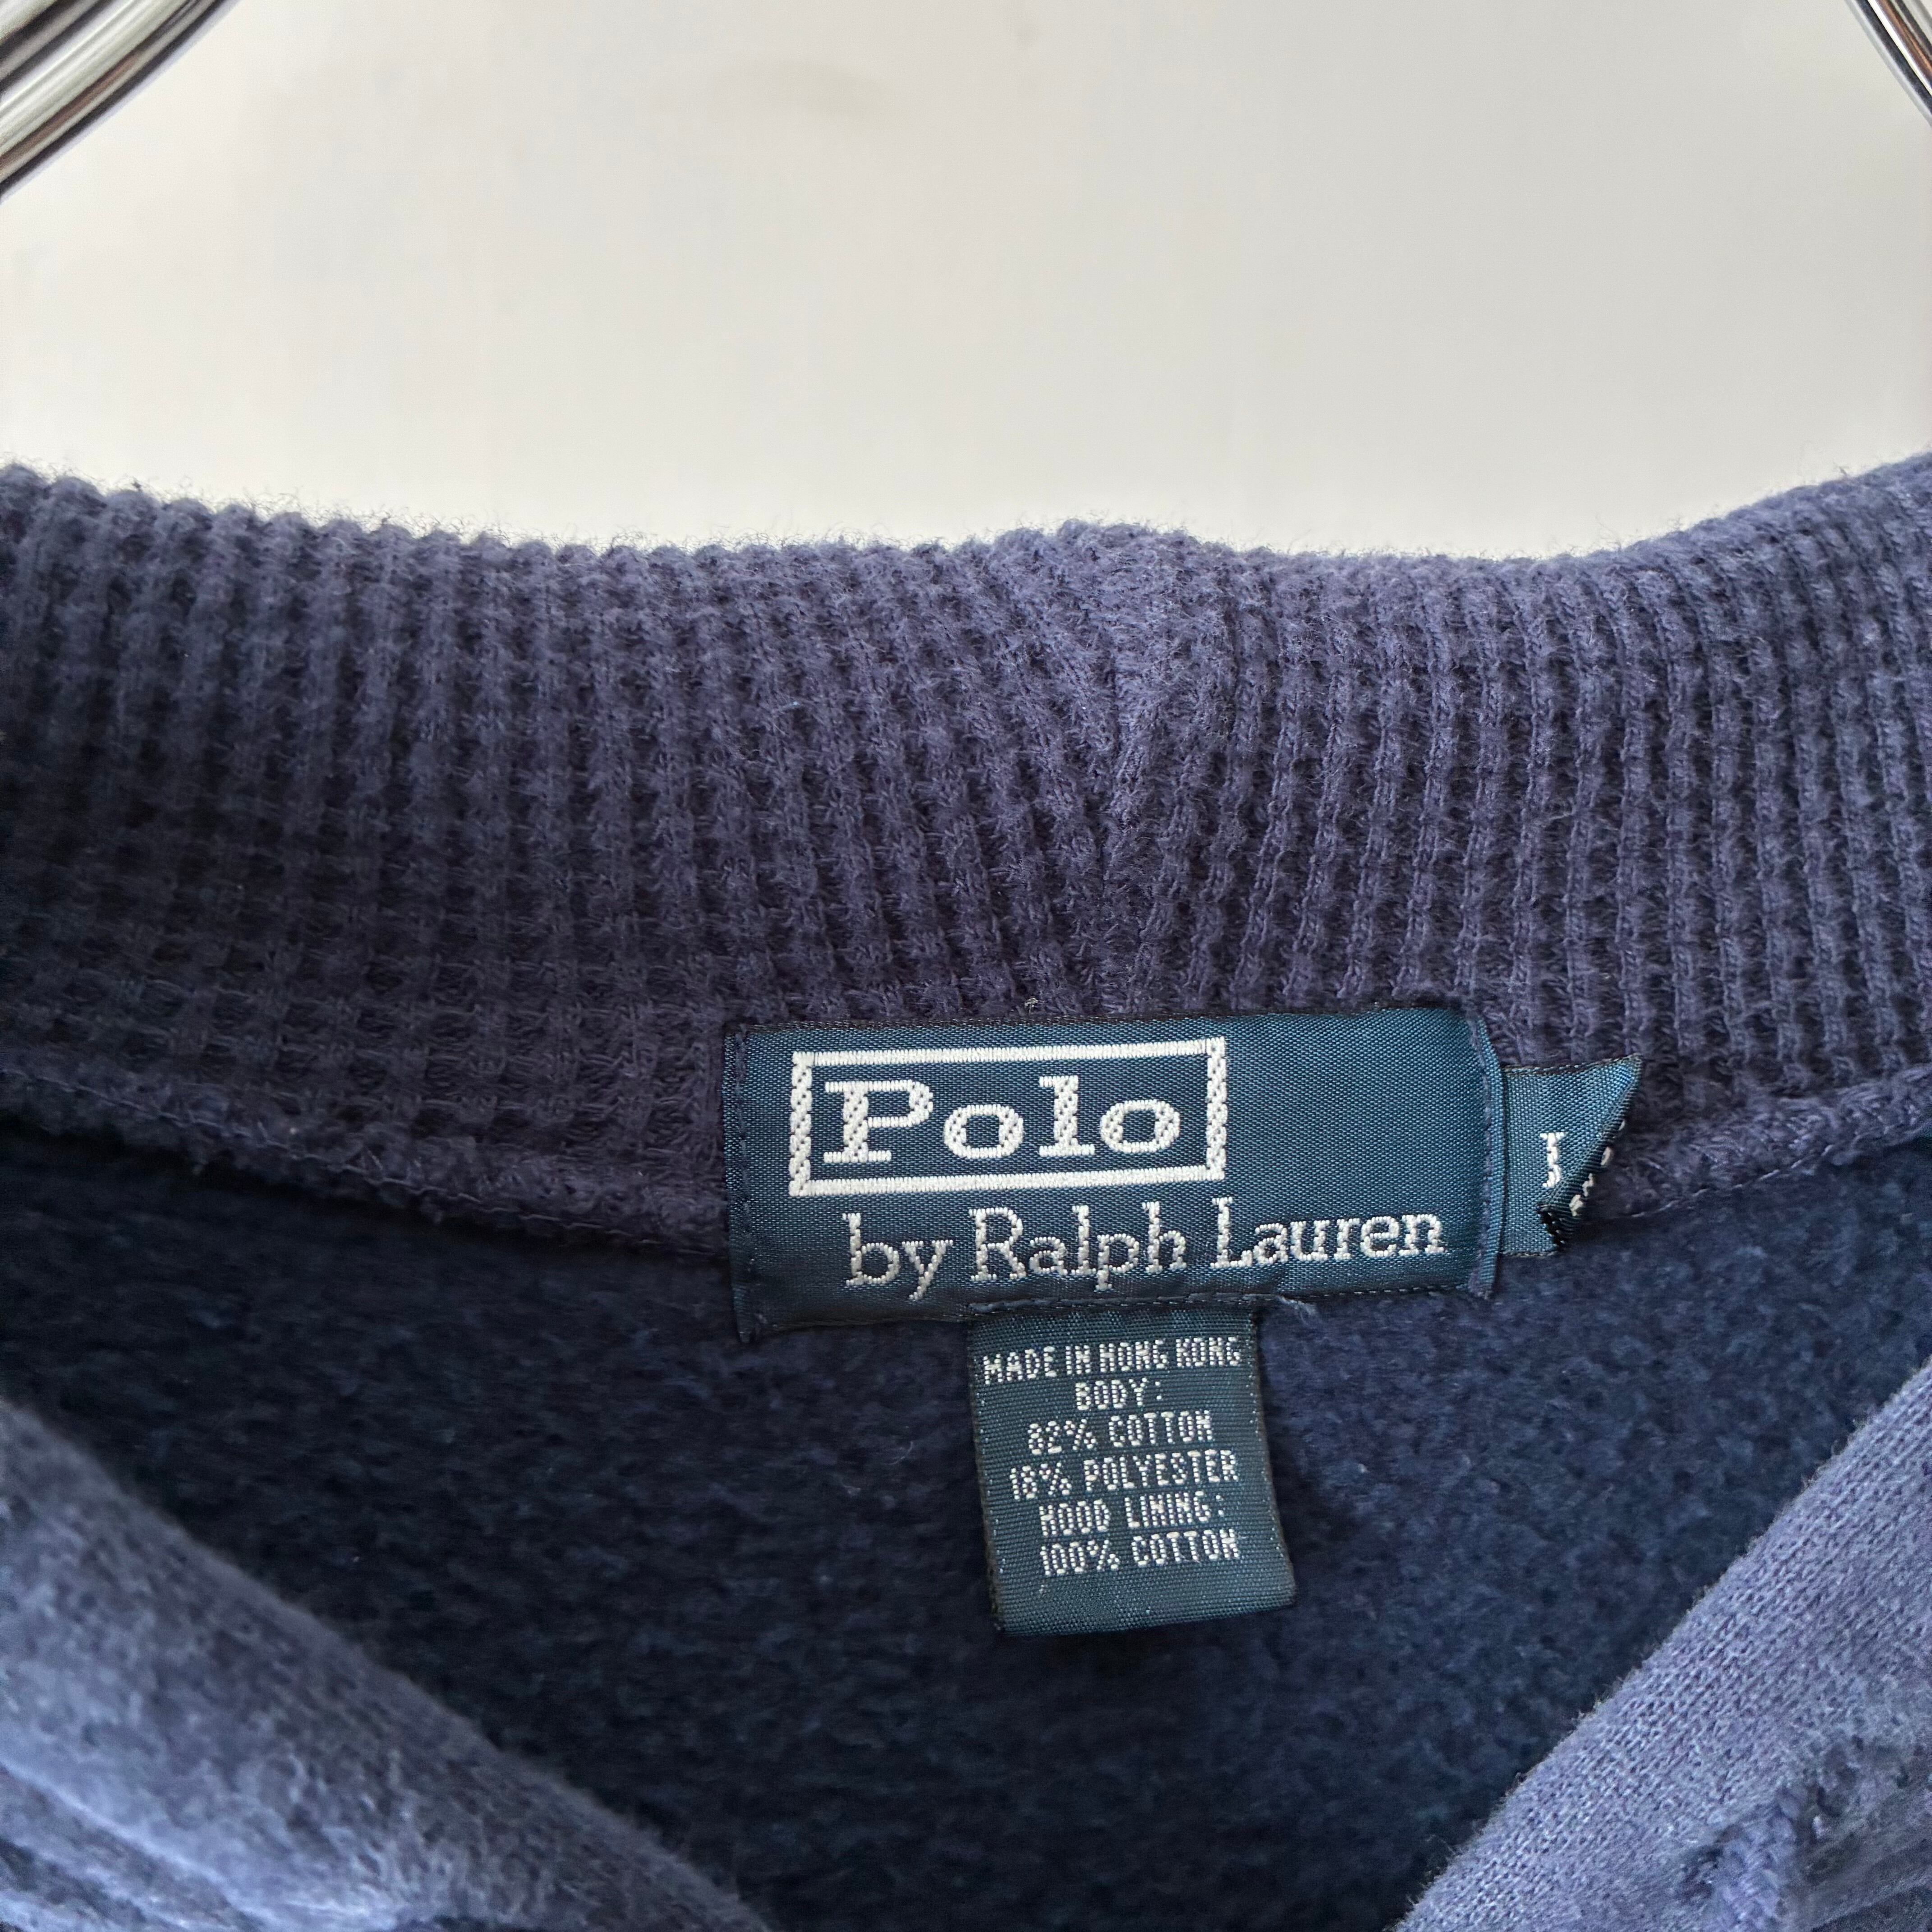 Polo
by Ralph Lauren
MADE IN HONG KONG
BODY:
82% COTTON
18% POLYESTER
HOOD LINING:
100% COTTON